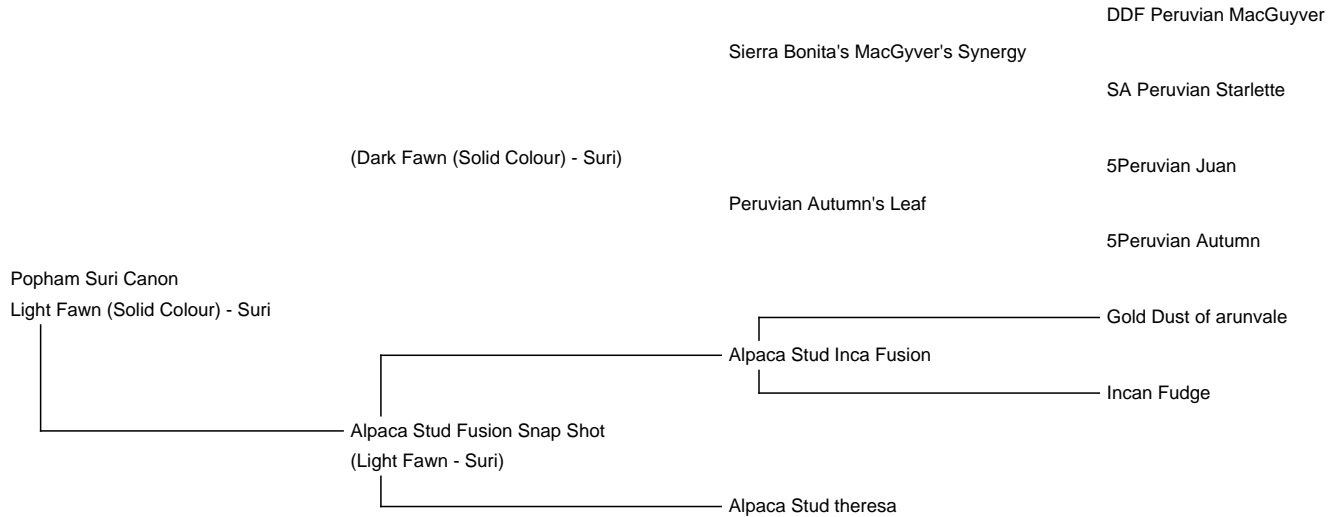 DDF Peruvian MacGuyver
Sierra Bonita's MacGyver's Synergy
SA Peruvian Starlette
(Dark Fawn (Solid Colour) - Suri)
5Peruvian Juan
Peruvian Autumn's Leaf
5Peruvian Autumn
Popham Suri Canon
Light Fawn (Solid Colour) - Suri
Gold Dust of arunvale
Alpaca Stud Inca Fusion
Incan Fudge
Alpaca Stud Fusion Snap Shot
(Light Fawn - Suri)
Alpaca Stud theresa